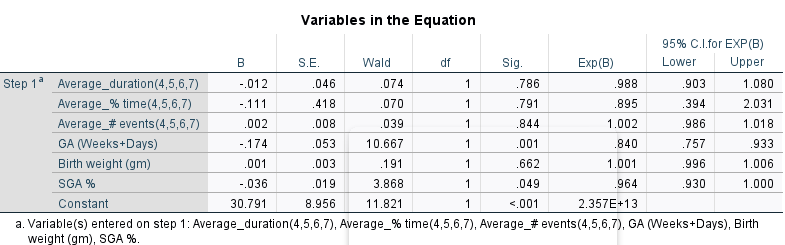 Variables in the Equation
95% C.I.for EXP(B)
B S.E. Wald df Sig. Exp(B) Lower Upper
Step 1a Average_duration(4,5,6,7) -.012 .046 .074 1 .786 .988 .903 1.080
Average_% time(4,5,6,7) -.111 .418 .070 1 .791 .895 .394 2.031
Average_# events(4,5,6,7) .002 .008 .039 1 .844 1.002 .986 1.018
GA (Weeks+Days) -.174 .053 10.667 1 .001 .840 .757 .933
Birth weight (gm) .001 .003 .191 1 .662 1.001 .996 1.006
SGA % -.036 .019 3.868 1 .049 .964 .930 1.000
Constant 30.791 8.956 11.821 1 <.001 2.357E+13
a. Variable(s) entered on step 1: Average_duration(4,5,6,7), Average_% time(4,5,6,7), Average_# events(4,5,6,7), GA (Weeks+Days), Birth
weight (gm), SGA %.